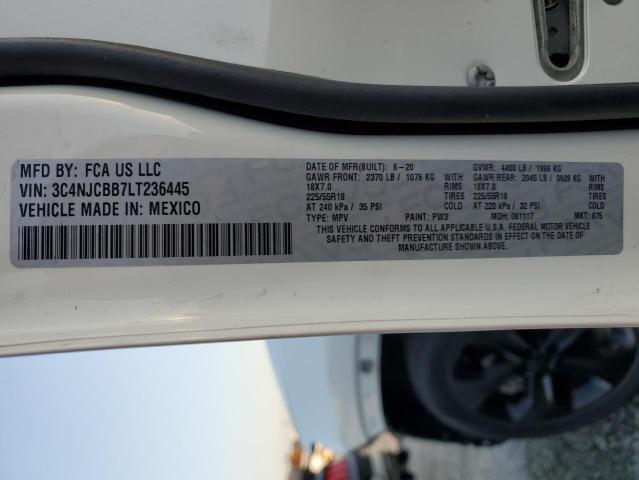 MFD BY: FCA US LLC
VIN: 3C4NJCBB7LT236445
VEHICLE MADE IN: MEXICO
DATE OF MFR(BUILT): 6-20 GVWR: 4400 LB / 1996 KG
GAWR FRONT: 2370 LB / 1076 KG GAWR REAR: 2045 LB / 0928 KG
18X7.0 RIMS 18X7.0 RIMS
225/55R18 TIRES 225/55R18 TIRES
AT 240 kPa / 35 PSI COLD AT 220 kPa / 32 PSI COLD
TYPE: MPV PAINT: PW3 MDH: 061117 MKT: 875
THIS VEHICLE CONFORMS TO ALL APPLICABLE U.S.A. FEDERAL MOTOR VEHICLE
SAFETY AND THEFT PREVENTION STANDARDS IN EFFECT ON THE DATE OF
MANUFACTURE SHOWN ABOVE.